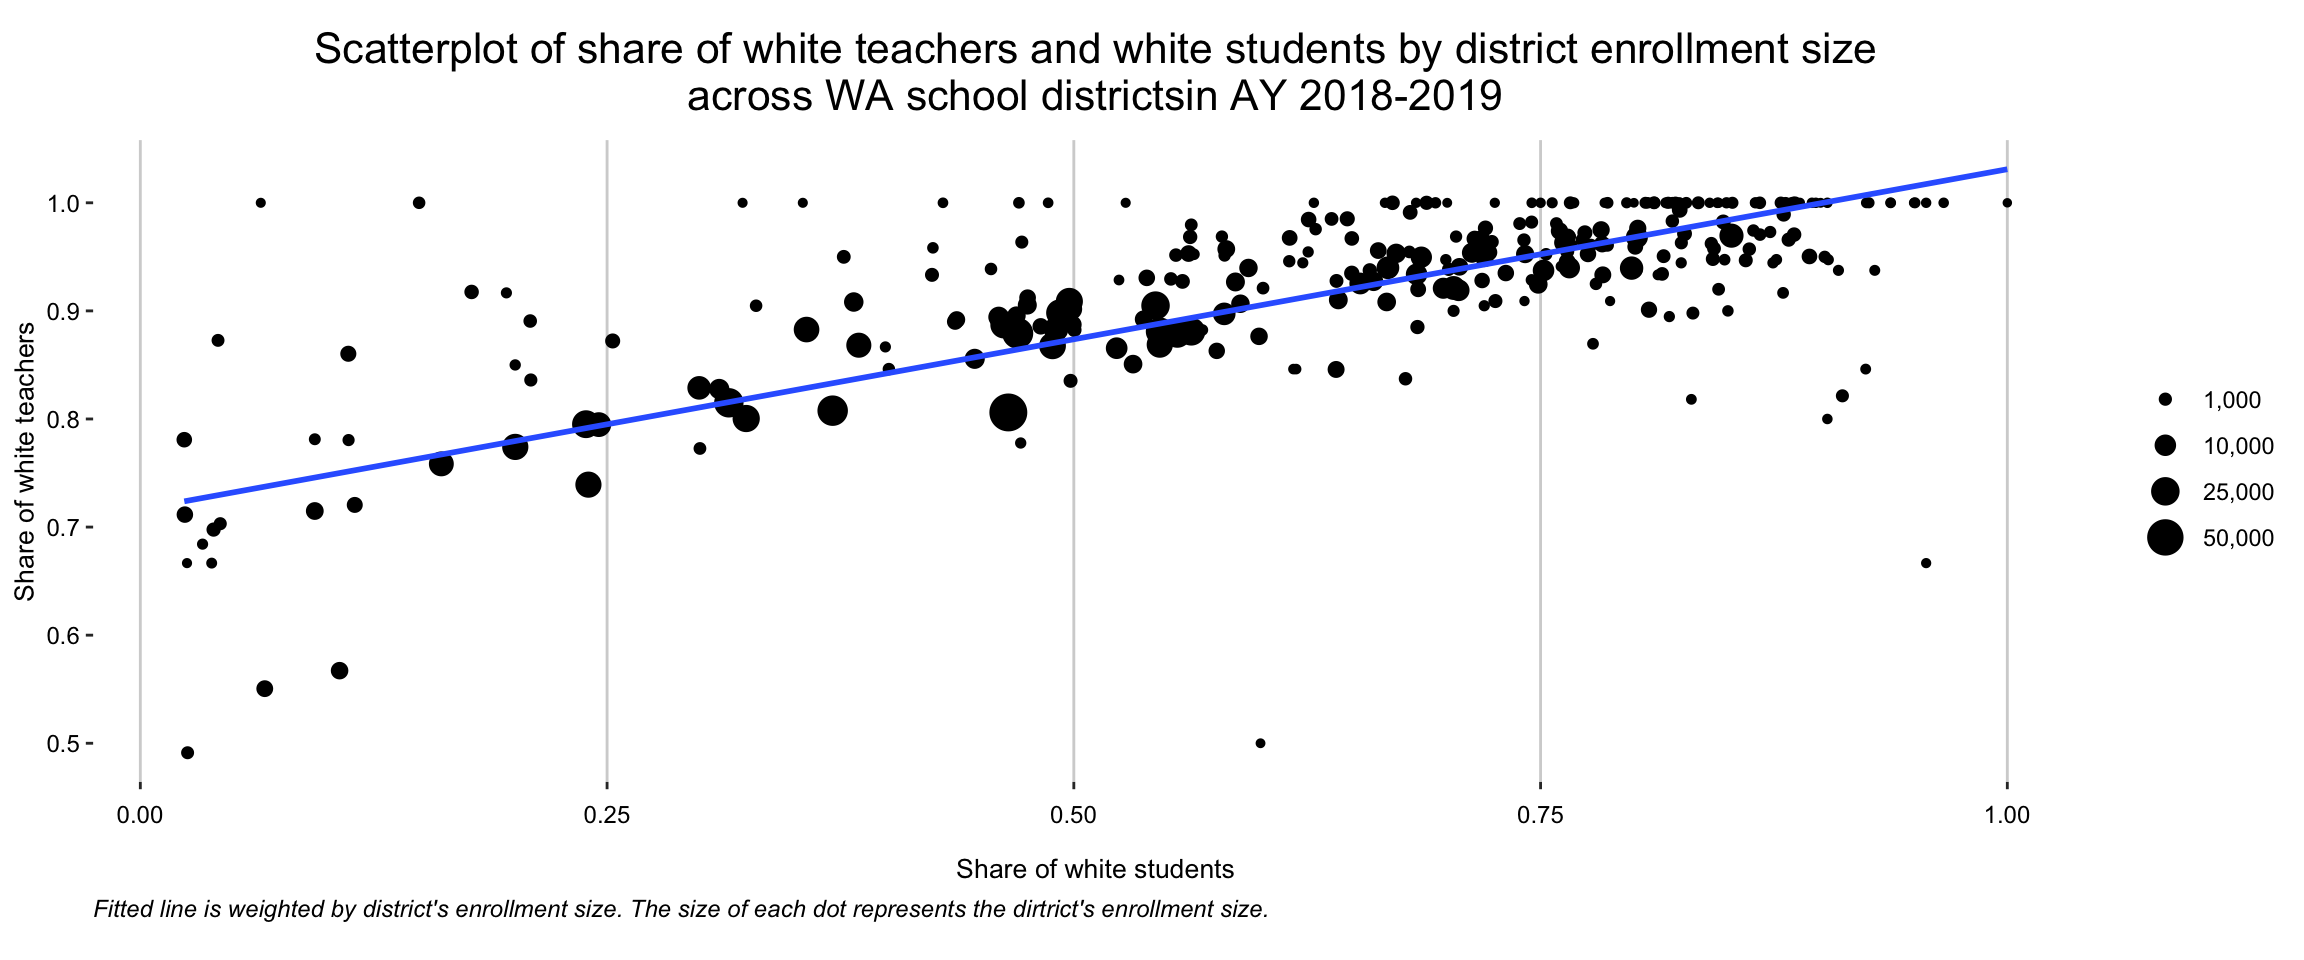 Scatterplot of share of white teachers and white students by district enrollment size
across WA school districtsin AY 2018-2019
Share of white teachers
1.0
0.9
0.8
0.7
0.6
0.5
1,000
10,000
25,000
50,000
0.00 0.25 0.50 0.75 1.00
Share of white students
Fitted line is weighted by district's enrollment size. The size of each dot represents the dirtrict's enrollment size.